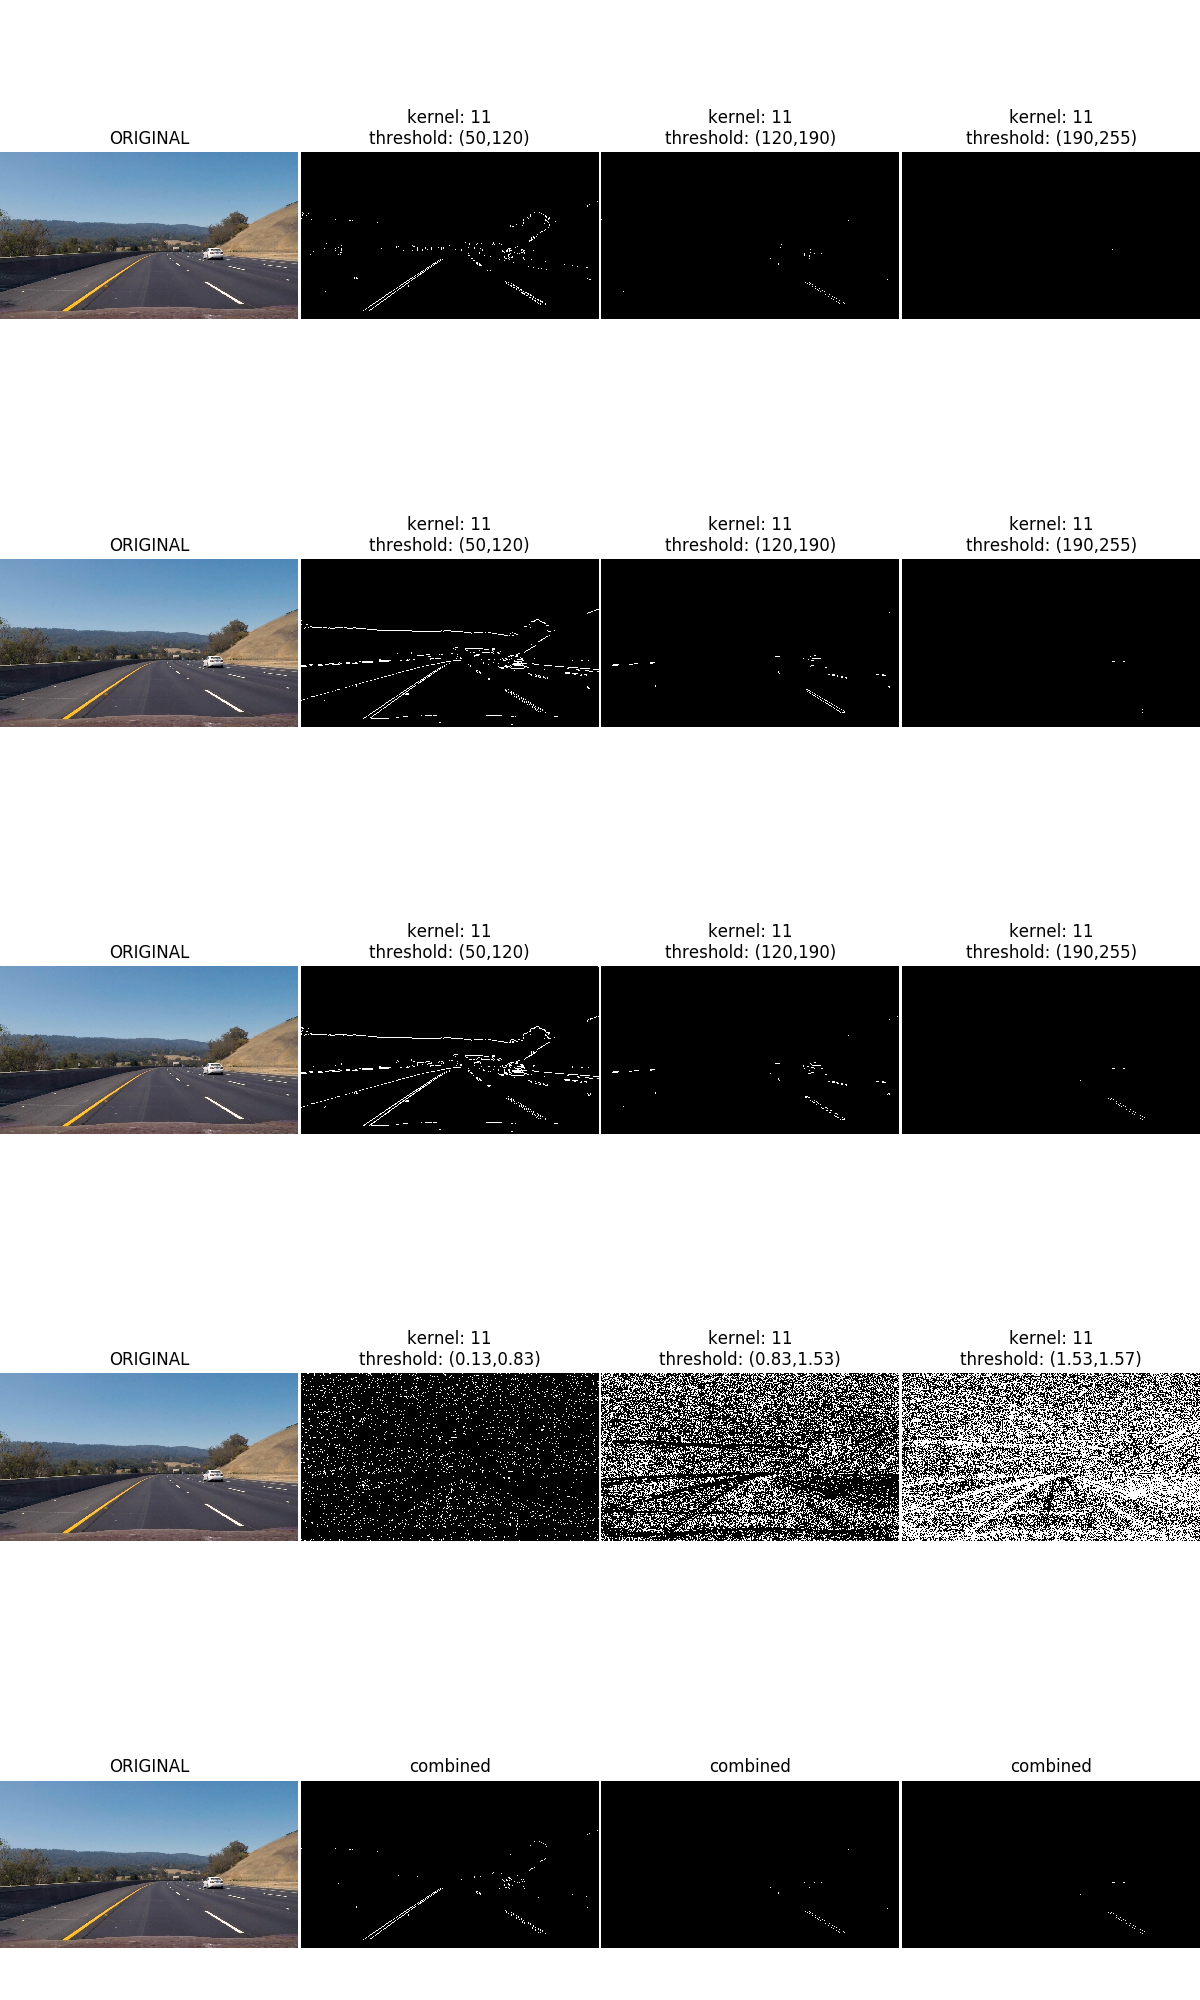 ORIGINAL
kernel: 11
threshold: (50,120)
kernel: 11
threshold: (120,190)
kernel: 11
threshold: (190,255)
ORIGINAL
kernel: 11
threshold: (50,120)
kernel: 11
threshold: (120,190)
kernel: 11
threshold: (190,255)
ORIGINAL
kernel: 11
threshold: (50,120)
kernel: 11
threshold: (120,190)
kernel: 11
threshold: (190,255)
ORIGINAL
kernel: 11
threshold: (0.13,0.83)
kernel: 11
threshold: (0.83,1.53)
kernel: 11
threshold: (1.53,1.57)
ORIGINAL
combined
combined
combined